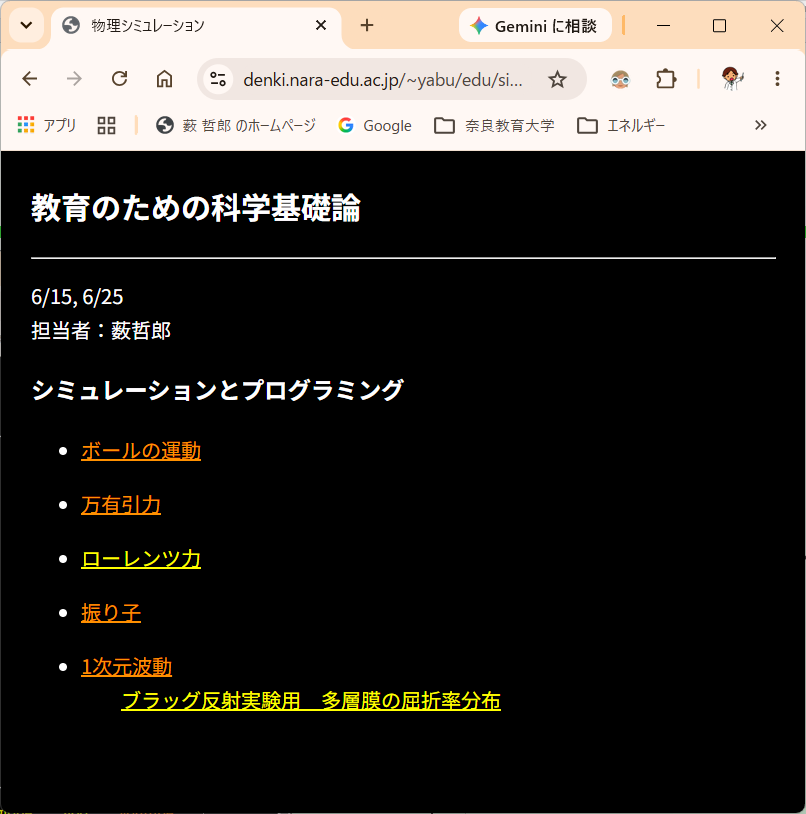 物理シミュレーション
Gemini に相談
denki.nara-edu.ac.jp/~yabu/edu/si...
アプリ
薮 哲郎 のホームページ
Google
奈良教育大学
エネルギー
教育のための科学基礎論
6/15, 6/25
担当者：薮哲郎
シミュレーションとプログラミング
ボールの運動
万有引力
ローレンツ力
振り子
1次元波動
ブラッグ反射実験用　多層膜の屈折率分布